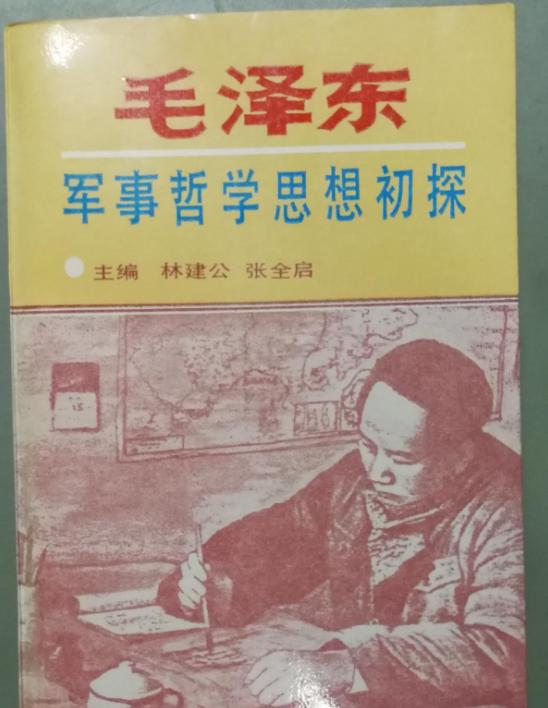 毛泽东
军事哲学思想初探
主编 林建公 张全启
15